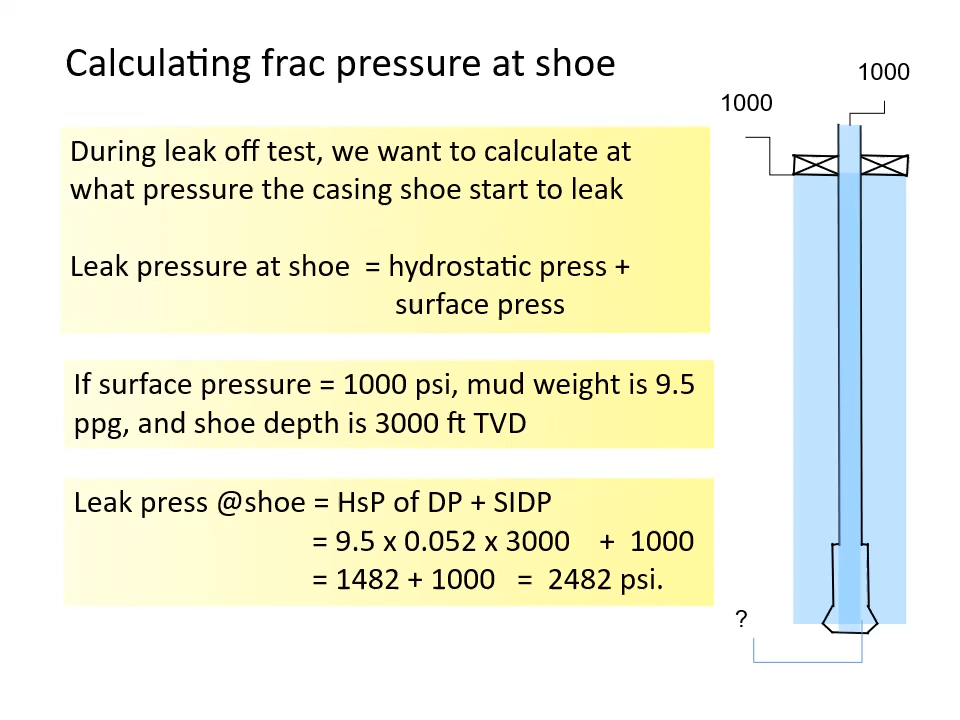 Calculating frac pressure at shoe
1000
1000
During leak off test, we want to calculate at
what pressure the casing shoe start to leak
Leak pressure at shoe = hydrostatic press +
surface press
If surface pressure = 1000 psi, mud weight is 9.5
ppg, and shoe depth is 3000 ft TVD
Leak press @shoe = HsP of DP + SIDP
= 9.5 x 0.052 x 3000 + 1000
= 1482 + 1000 = 2482 psi.
?